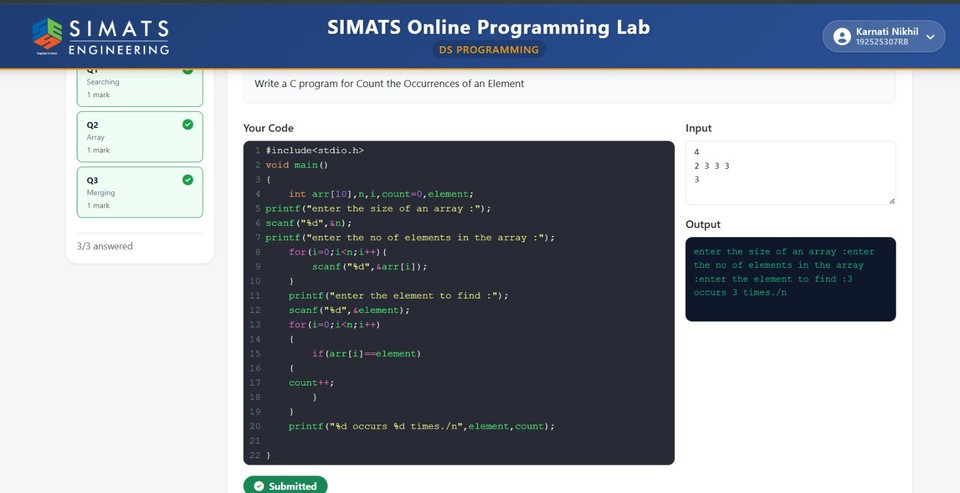 SIMATS
ENGINEERING
Engineer to Excel
SIMATS Online Programming Lab
DS PROGRAMMING
Karnati Nikhil
192525307RB
Q1
Searching
1 mark
Q2
Array
1 mark
Q3
Merging
1 mark
3/3 answered
Write a C program for Count the Occurrences of an Element
Your Code
1 #include<stdio.h>
2 void main()
3 {
4     int arr[10],n,i,count=0,element;
5 printf("enter the size of an array :");
6 scanf("%d",&n);
7 printf("enter the no of elements in the array :");
8     for(i=0;i<n;i++){
9         scanf("%d",&arr[i]);
10     }
11     printf("enter the element to find :");
12     scanf("%d",&element);
13     for(i=0;i<n;i++)
14     {
15         if(arr[i]==element)
16     {
17     count++;
18         }
19     }
20     printf("%d occurs %d times./n",element,count);
21
22 }
Submitted
Input
4
2 3 3 3
3
Output
enter the size of an array :enter
the no of elements in the array
:enter the element to find :3
occurs 3 times./n